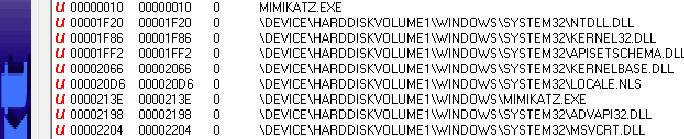 u 00000010 00000010 0 MIMIKATZ.EXE
u 00001F20 00001F20 0 \DEVICE\HARDDISKVOLUME1\WINDOWS\SYSTEM32\NTDLL.DLL
u 00001F86 00001F86 0 \DEVICE\HARDDISKVOLUME1\WINDOWS\SYSTEM32\KERNEL32.DLL
u 00001FF2 00001FF2 0 \DEVICE\HARDDISKVOLUME1\WINDOWS\SYSTEM32\APISETSCHEMA.DLL
u 00002066 00002066 0 \DEVICE\HARDDISKVOLUME1\WINDOWS\SYSTEM32\KERNELBASE.DLL
u 000020D6 000020D6 0 \DEVICE\HARDDISKVOLUME1\WINDOWS\SYSTEM32\LOCALE.NLS
u 0000213E 0000213E 0 \DEVICE\HARDDISKVOLUME1\WINDOWS\MIMIKATZ.EXE
u 00002198 00002198 0 \DEVICE\HARDDISKVOLUME1\WINDOWS\SYSTEM32\ADVAPI32.DLL
u 00002204 00002204 0 \DEVICE\HARDDISKVOLUME1\WINDOWS\SYSTEM32\MSVCRT.DLL